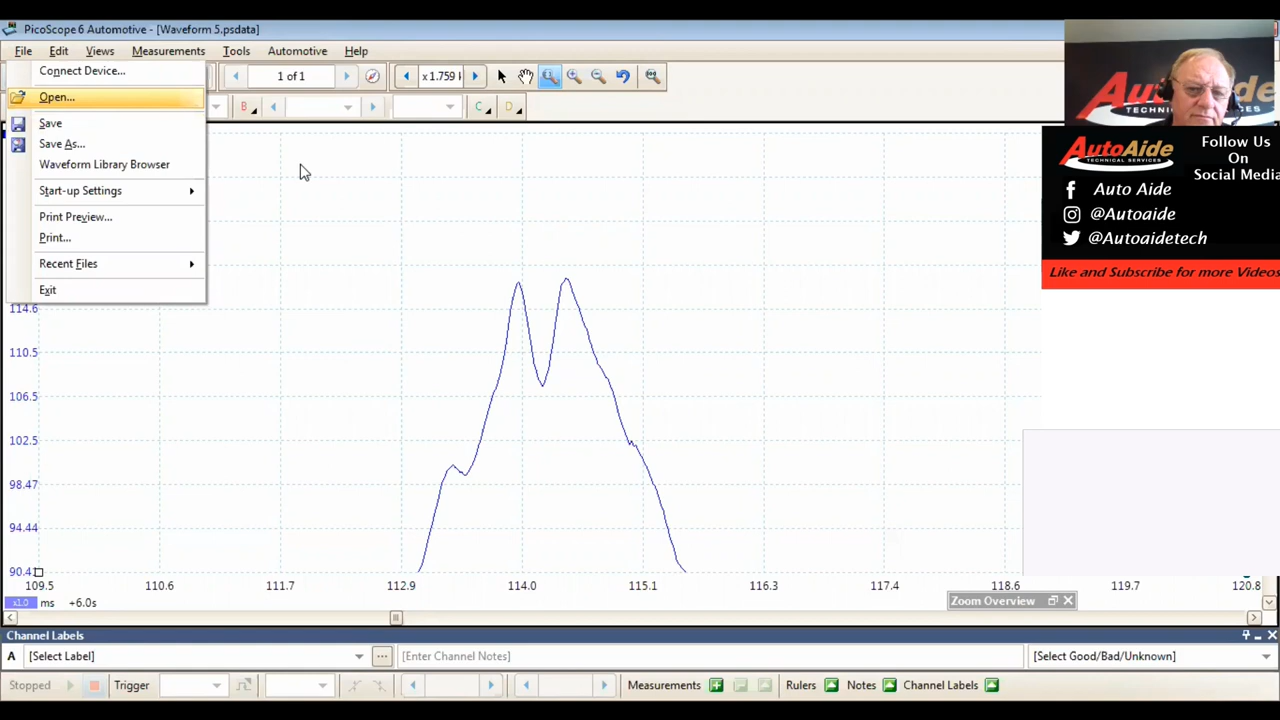 PicoScope 6 Automotive - [Waveform 5.psdata]
File Edit Views Measurements Tools Automotive Help
Connect Device...
Open...
Save
Save As...
Waveform Library Browser
Start-up Settings
Print Preview...
Print...
Recent Files
Exit
1 of 1
x 1.759
B
C
D
114.6
110.5
106.5
102.5
98.47
94.44
90.41
109.5 110.6 111.7 112.9 114.0 115.1 116.3 117.4 118.6 119.7 120.8
x1.0 ms +6.0s
Zoom Overview
Channel Labels
A [Select Label] ... [Enter Channel Notes] [Select Good/Bad/Unknown]
Stopped Trigger Measurements Rulers Notes Channel Labels
AutoAide
TECHNICAL SERVICES
Follow Us
On
Social Media
Auto Aide
@Autoaide
@Autoaidetech
Like and Subscribe for more Videos